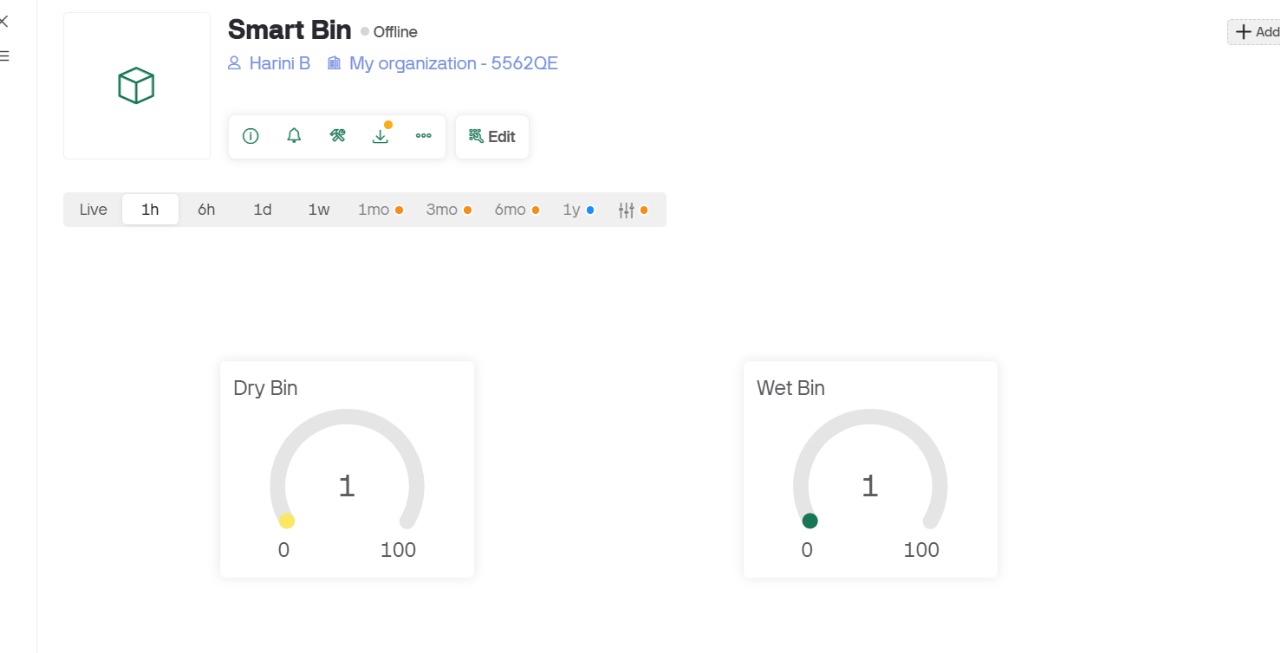 Smart Bin Offline
Harini B My organization - 5562QE
Add
Edit
Live 1h 6h 1d 1w 1mo 3mo 6mo 1y
Dry Bin
1
0 100
Wet Bin
1
0 100